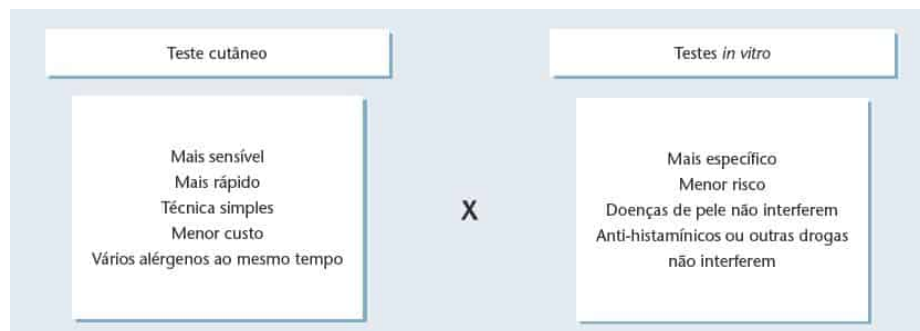 Teste cutâneo
Mais sensível
Mais rápido
Técnica simples
Menor custo
Vários alérgenos ao mesmo tempo
X
Testes in vitro
Mais específico
Menor risco
Doenças de pele não interferem
Anti-histamínicos ou outras drogas
não interferem